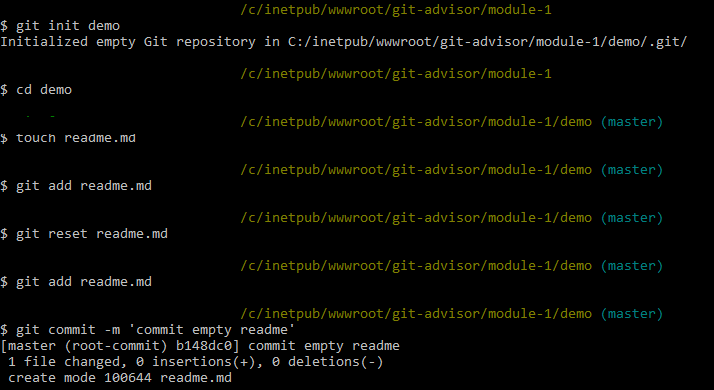 /c/inetpub/wwwroot/git-advisor/module-1
$ git init demo
Initialized empty Git repository in C:/inetpub/wwwroot/git-advisor/module-1/demo/.git/
/c/inetpub/wwwroot/git-advisor/module-1
$ cd demo
/c/inetpub/wwwroot/git-advisor/module-1/demo (master)
$ touch readme.md
/c/inetpub/wwwroot/git-advisor/module-1/demo (master)
$ git add readme.md
/c/inetpub/wwwroot/git-advisor/module-1/demo (master)
$ git reset readme.md
/c/inetpub/wwwroot/git-advisor/module-1/demo (master)
$ git add readme.md
/c/inetpub/wwwroot/git-advisor/module-1/demo (master)
$ git commit -m 'commit empty readme'
[master (root-commit) b148dc0] commit empty readme
1 file changed, 0 insertions(+), 0 deletions(-)
create mode 100644 readme.md